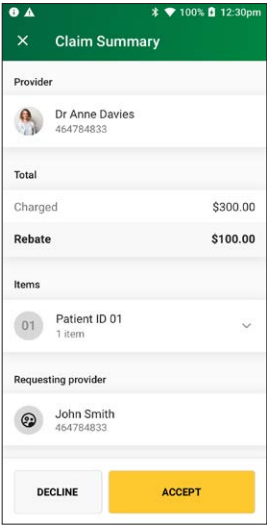 100% 12:30pm
× Claim Summary
Provider
Dr Anne Davies
464784833
Total
Charged $300.00
Rebate $100.00
Items
01 Patient ID 01
1 item
Requesting provider
John Smith
464784833
DECLINE ACCEPT